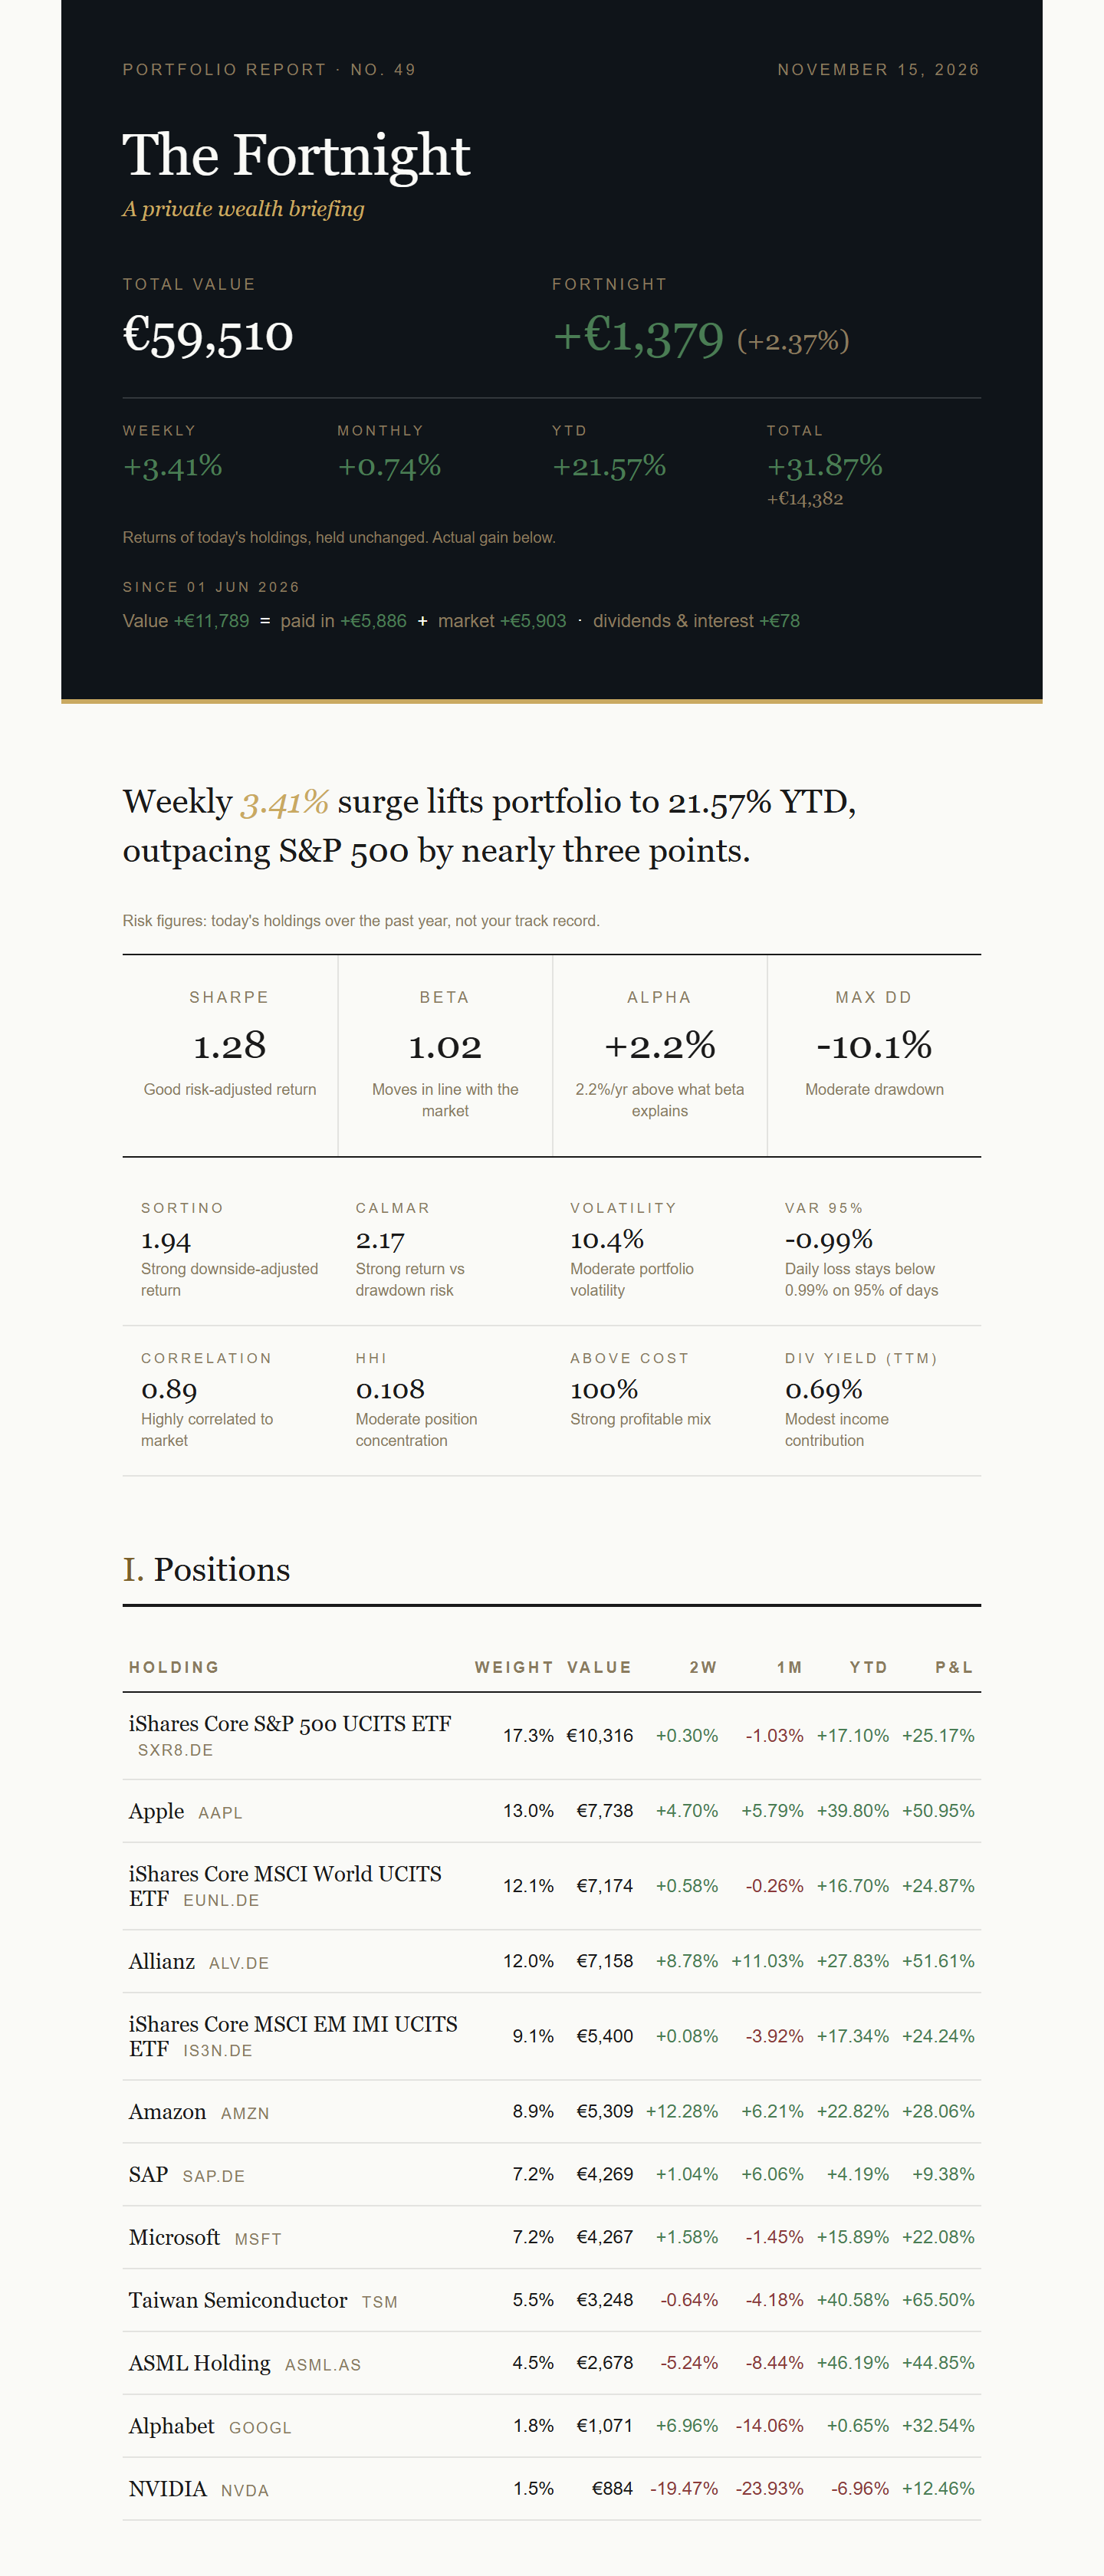 PORTFOLIO REPORT · NO. 49 NOVEMBER 15, 2026
The Fortnight
A private wealth briefing
TOTAL VALUE FORTNIGHT
€59,510 +€1,379 (+2.37%)
WEEKLY MONTHLY YTD TOTAL
+3.41% +0.74% +21.57% +31.87%
+€14,382
Returns of today's holdings, held unchanged. Actual gain below.
SINCE 01 JUN 2026
Value +€11,789 = paid in +€5,886 + market +€5,903 · dividends & interest +€78
Weekly 3.41% surge lifts portfolio to 21.57% YTD,
outpacing S&P 500 by nearly three points.
Risk figures: today's holdings over the past year, not your track record.
SHARPE BETA ALPHA MAX DD
1.28 1.02 +2.2% -10.1%
Good risk-adjusted return Moves in line with the 2.2%/yr above what beta Moderate drawdown
market explains
SORTINO CALMAR VOLATILITY VAR 95%
1.94 2.17 10.4% -0.99%
Strong downside-adjusted Strong return vs Moderate portfolio Daily loss stays below
return drawdown risk volatility 0.99% on 95% of days
CORRELATION HHI ABOVE COST DIV YIELD (TTM)
0.89 0.108 100% 0.69%
Highly correlated to Moderate position Strong profitable mix Modest income
market concentration contribution
I. Positions
HOLDING WEIGHT VALUE 2W 1M YTD P&L
iShares Core S&P 500 UCITS ETF
SXR8.DE 17.3% €10,316 +0.30% -1.03% +17.10% +25.17%
Apple AAPL 13.0% €7,738 +4.70% +5.79% +39.80% +50.95%
iShares Core MSCI World UCITS
ETF EUNL.DE 12.1% €7,174 +0.58% -0.26% +16.70% +24.87%
Allianz ALV.DE 12.0% €7,158 +8.78% +11.03% +27.83% +51.61%
iShares Core MSCI EM IMI UCITS
ETF IS3N.DE 9.1% €5,400 +0.08% -3.92% +17.34% +24.24%
Amazon AMZN 8.9% €5,309 +12.28% +6.21% +22.82% +28.06%
SAP SAP.DE 7.2% €4,269 +1.04% +6.06% +4.19% +9.38%
Microsoft MSFT 7.2% €4,267 +1.58% -1.45% +15.89% +22.08%
Taiwan Semiconductor TSM 5.5% €3,248 -0.64% -4.18% +40.58% +65.50%
ASML Holding ASML.AS 4.5% €2,678 -5.24% -8.44% +46.19% +44.85%
Alphabet GOOGL 1.8% €1,071 +6.96% -14.06% +0.65% +32.54%
NVIDIA NVDA 1.5% €884 -19.47% -23.93% -6.96% +12.46%